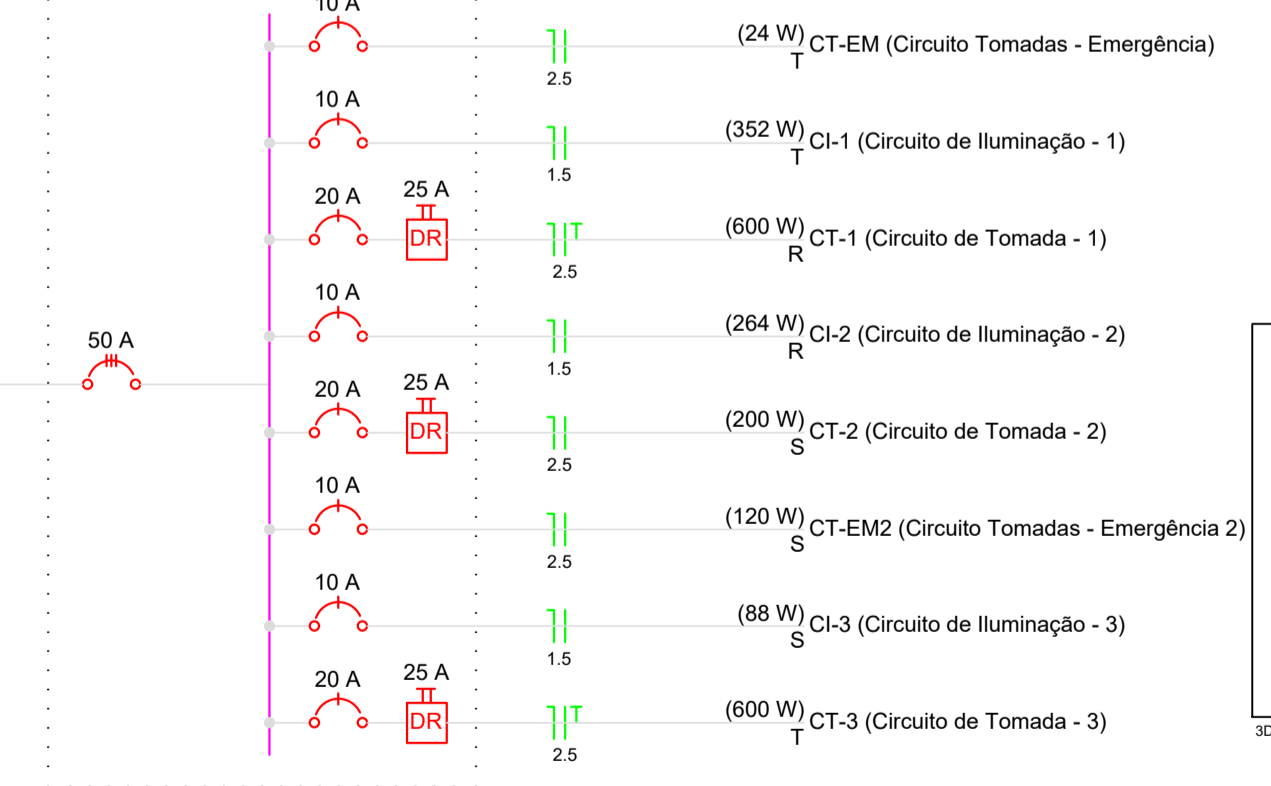 10 A
(24 W)
CT-EM (Circuito Tomadas - Emergência)
T
2.5
10 A
(352 W)
CI-1 (Circuito de Iluminação - 1)
T
1.5
20 A
25 A
DR
T
(600 W)
CT-1 (Circuito de Tomada - 1)
R
2.5
10 A
(264 W)
CI-2 (Circuito de Iluminação - 2)
R
1.5
50 A
20 A
25 A
DR
(200 W)
CT-2 (Circuito de Tomada - 2)
S
2.5
10 A
(120 W)
CT-EM2 (Circuito Tomadas - Emergência 2)
S
2.5
10 A
(88 W)
CI-3 (Circuito de Iluminação - 3)
S
1.5
20 A
25 A
DR
T
(600 W)
CT-3 (Circuito de Tomada - 3)
T
2.5